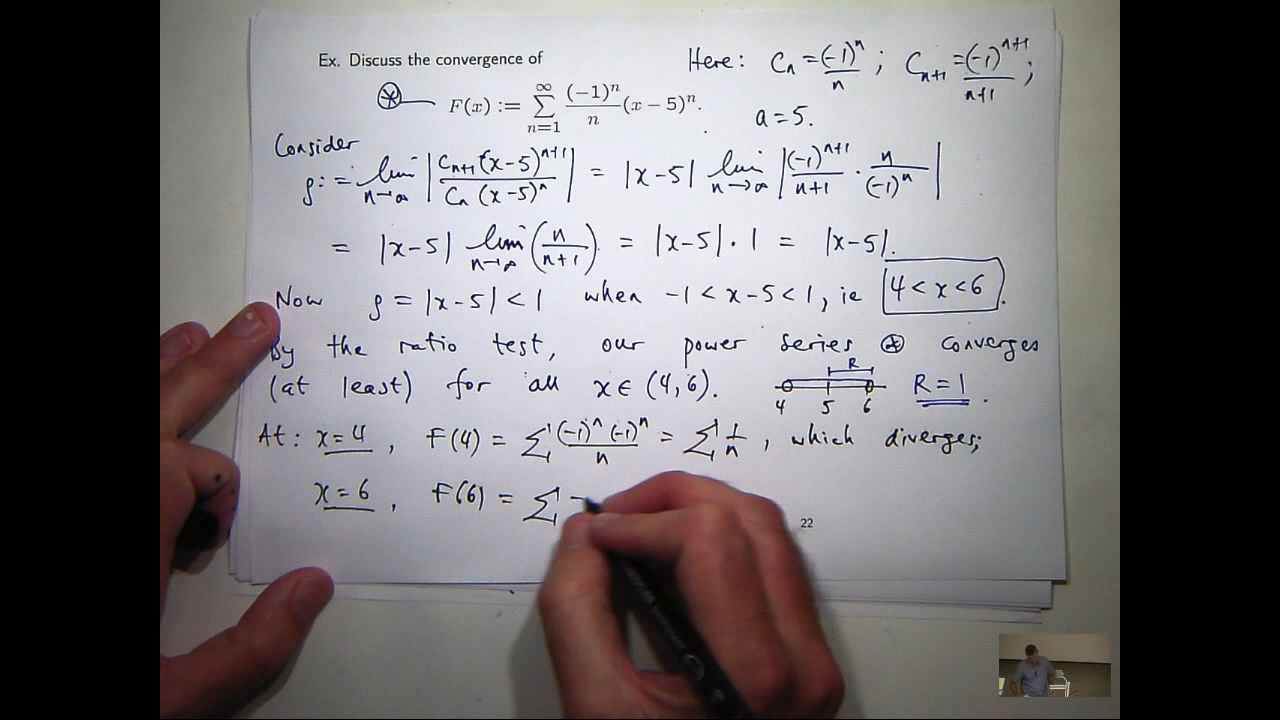 Ex. Discuss the convergence of
Here: Cₙ = (-1)ⁿ/n ; Cₙ₊₁ = (-1)ⁿ⁺¹/(n+1) ;
⊛ F(x) := ∑_{n=1}^{∞} (−1)ⁿ/n (x − 5)ⁿ.
a = 5.
Consider
ρ := lim_{n→∞} | Cₙ₊₁ (x-5)ⁿ⁺¹ / Cₙ (x-5)ⁿ | = |x-5| lim_{n→∞} | (-1)ⁿ⁺¹/(n+1) · n/(-1)ⁿ |
= |x-5| lim_{n→∞} (n/(n+1)) = |x-5| · 1 = |x-5|.
Now ρ = |x-5| < 1 when -1 < x-5 < 1, ie 4 < x < 6.
By the ratio test, our power series ⊛ converges
(at least) for all x ∈ (4, 6). 4 5 6 R R = 1.
At: x = 4, F(4) = ∑₁ (-1)ⁿ (-1)ⁿ/n = ∑₁ 1/n, which diverges;
x = 6, F(6) = ∑₁ -
22